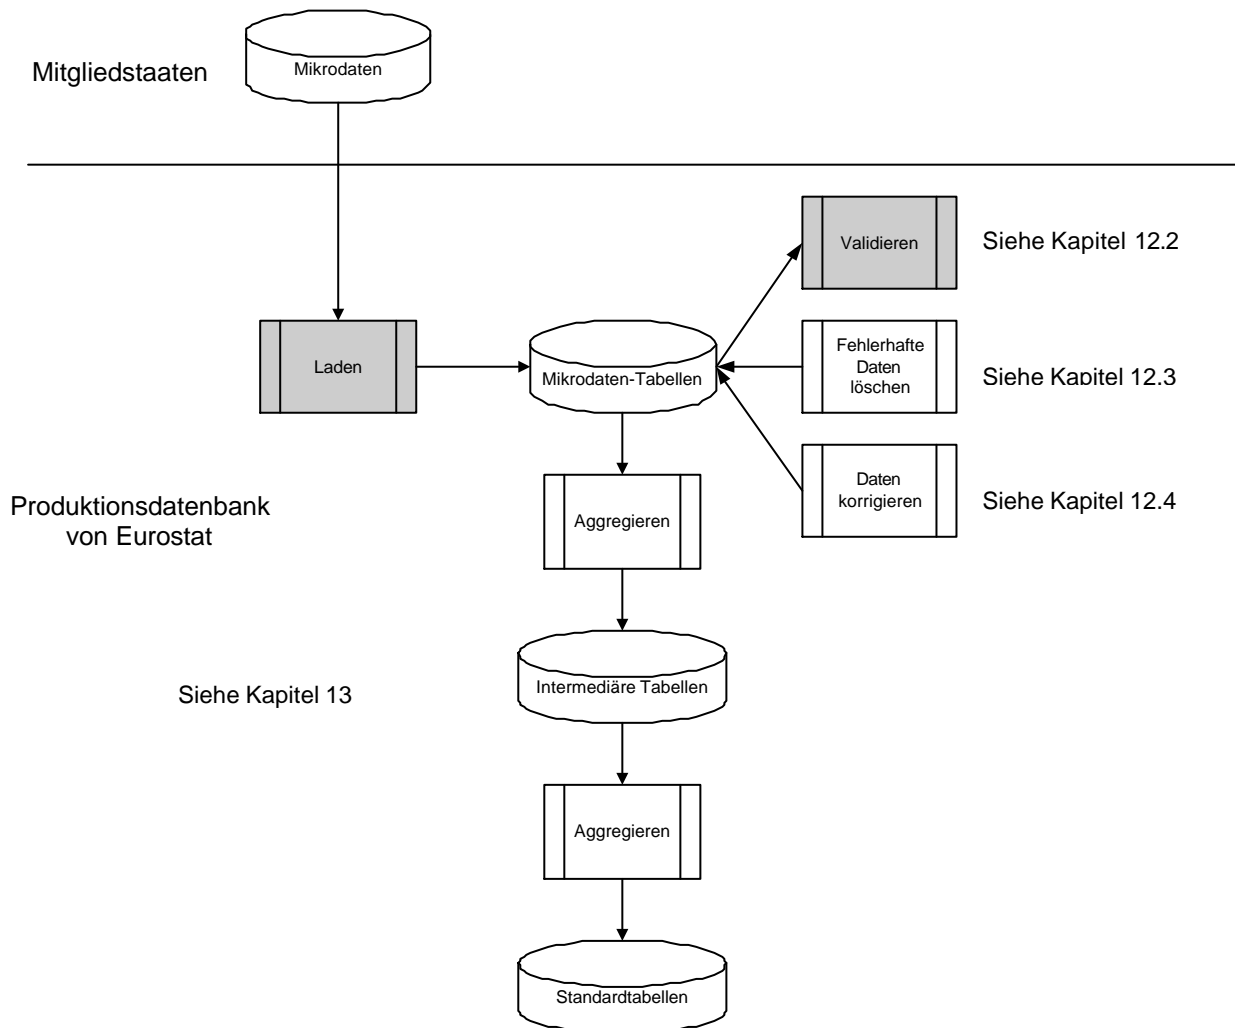 Mitgliedstaaten
Mikrodaten
Validieren
Siehe Kapitel 12.2
Laden
Mikrodaten-Tabellen
Fehlerhafte
Daten
löschen
Siehe Kapitel 12.3
Produktionsdatenbank
von Eurostat
Aggregieren
Daten
korrigieren
Siehe Kapitel 12.4
Siehe Kapitel 13
Intermediäre Tabellen
Aggregieren
Standardtabellen